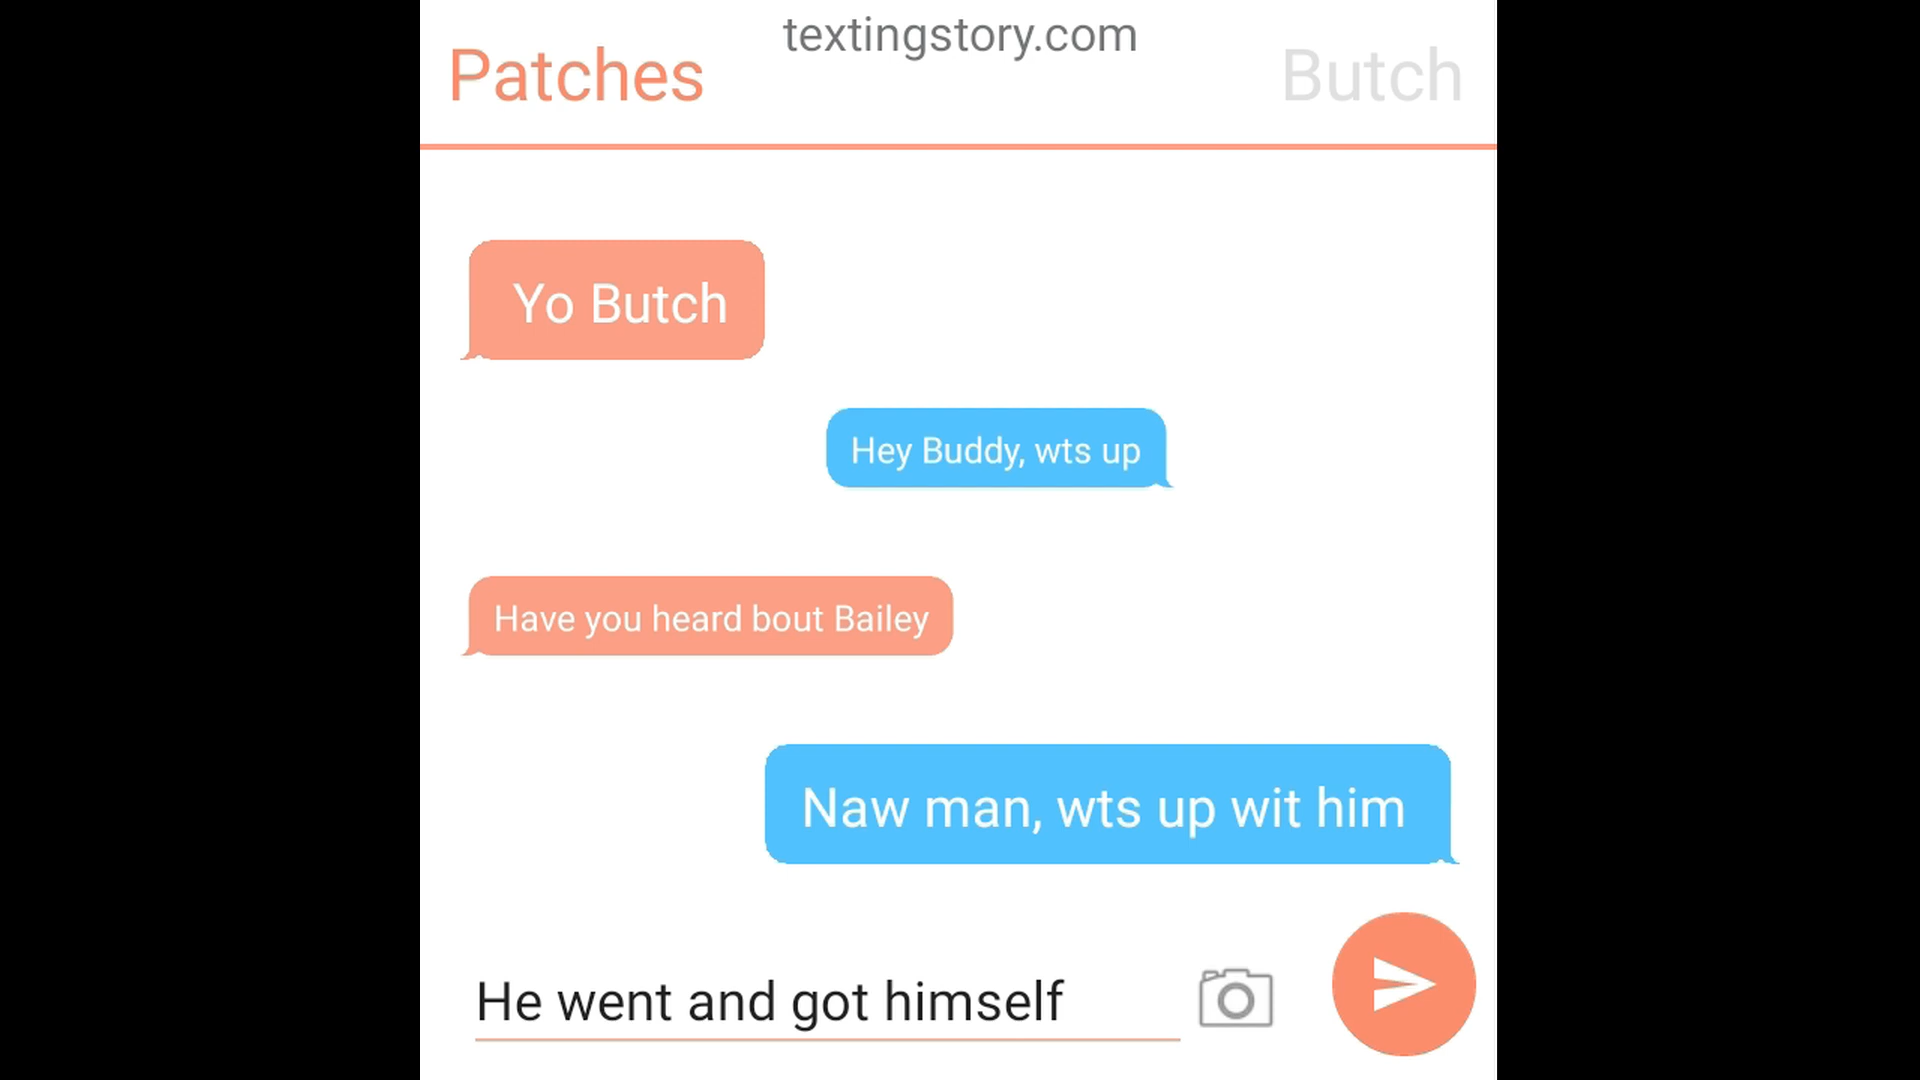 textingstory.com
Patches
Butch
Yo Butch
Hey Buddy, wts up
Have you heard bout Bailey
Naw man, wts up wit him
He went and got himself